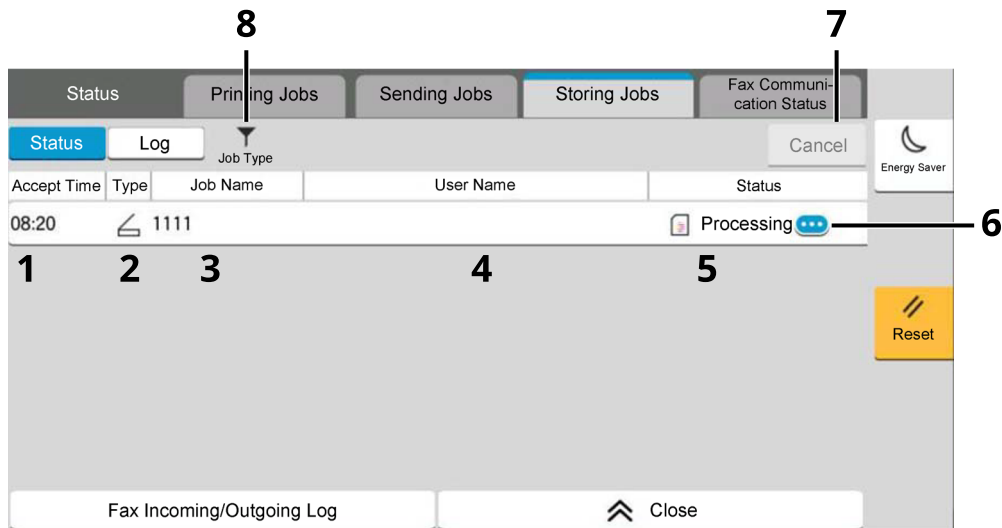 8 7
Status Printing Jobs Sending Jobs Storing Jobs Fax Communi-
cation Status
Status Log Job Type Cancel Energy Saver
Accept Time Type Job Name User Name Status
08:20 1111 Processing 6
1 2 3 4 5
Reset
Fax Incoming/Outgoing Log Close